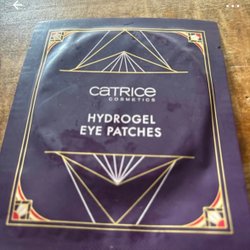 CATRICE
COSMETICS
HYDROGEL
EYE PATCHES